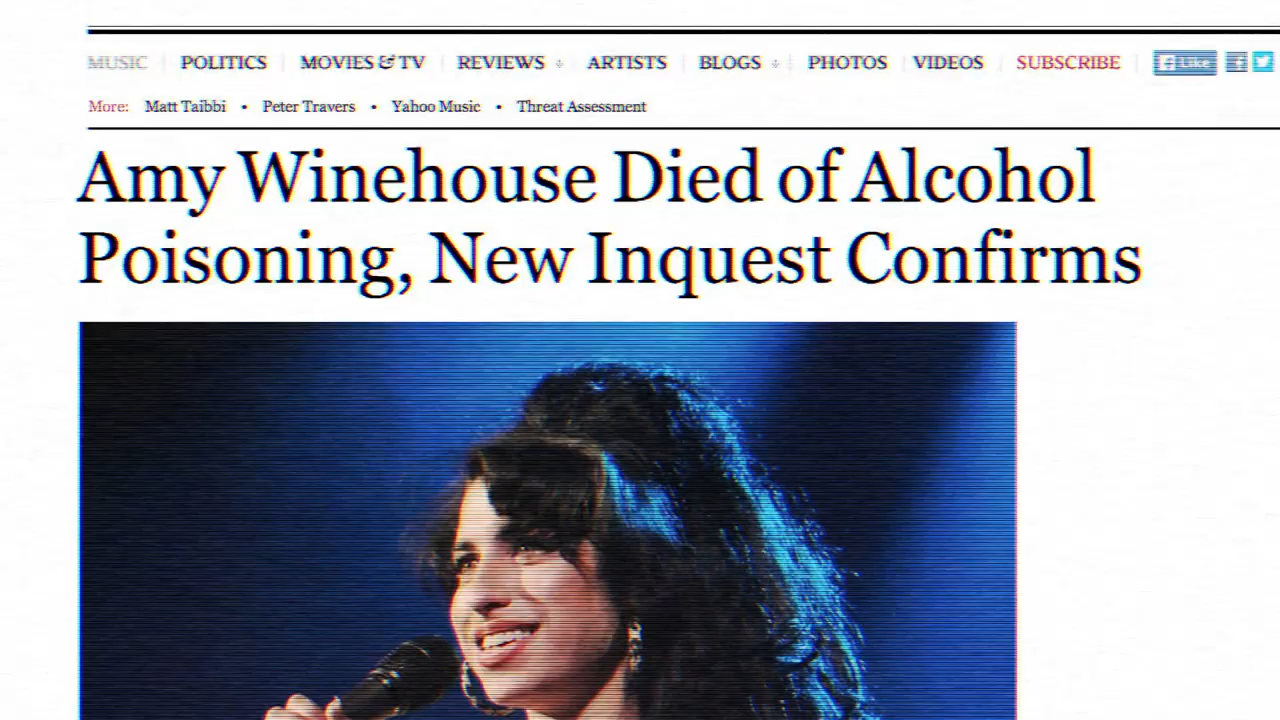 MUSIC POLITICS MOVIES & TV REVIEWS ARTISTS BLOGS PHOTOS VIDEOS SUBSCRIBE Like
More: Matt Taibbi • Peter Travers • Yahoo Music • Threat Assessment
Amy Winehouse Died of Alcohol
Poisoning, New Inquest Confirms